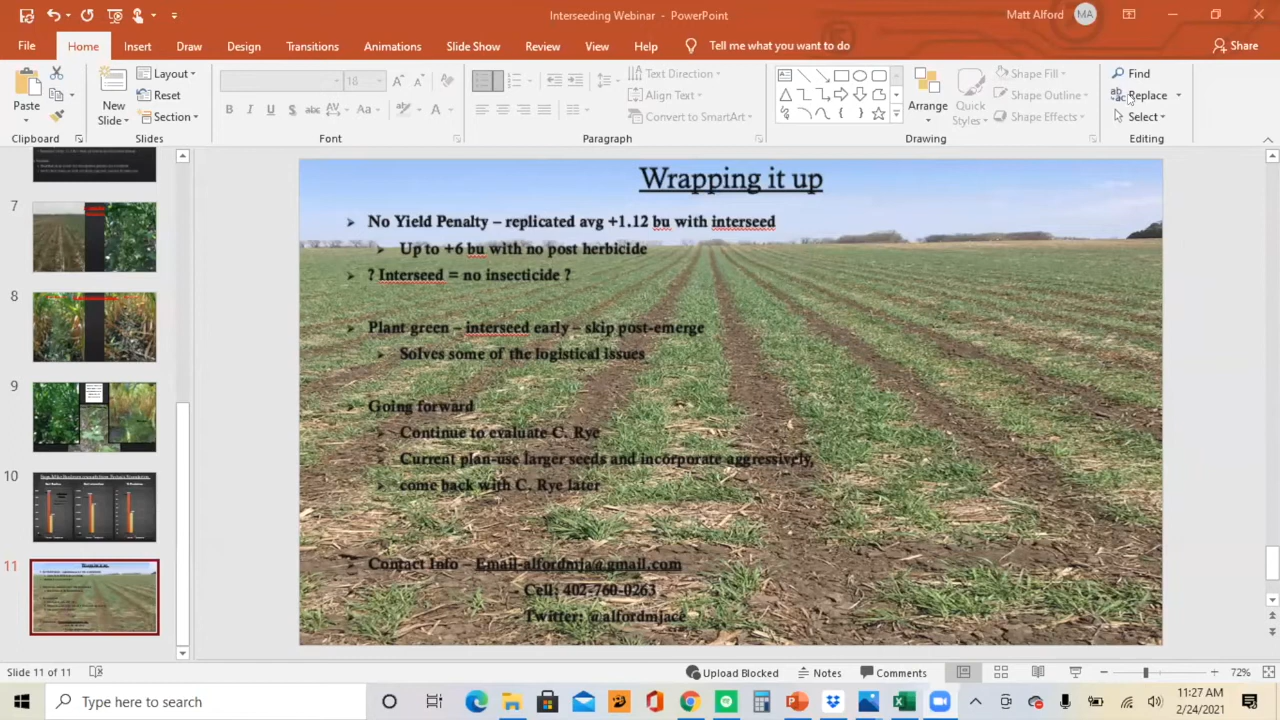 Interseeding Webinar - PowerPoint
Matt Alford MA
File Home Insert Draw Design Transitions Animations Slide Show Review View Help Tell me what you want to do Share
Paste
New Slide
Layout
Reset
Section
18
Text Direction
Align Text
Convert to SmartArt
Arrange
Quick Styles
Shape Fill
Shape Outline
Shape Effects
Find
Replace
Select
Clipboard Slides Font Paragraph Drawing Editing
7
8
9
10
11
Wrapping it up
No Yield Penalty – replicated avg +1.12 bu with interseed
Up to +6 bu with no post herbicide
? Interseed = no insecticide ?
Plant green – interseed early – skip post-emerge
Solves some of the logistical issues
Going forward
Continue to evaluate C. Rye
Current plan-use larger seeds and incorporate aggressively,
come back with C. Rye later
Contact Info Email-alfordmja@gmail.com
Cell: 402-760-0263
Twitter: @alfordmjace
Slide 11 of 11
Upload Blocked Notes Comments 72%
Type here to search
11:27 AM
2/24/2021